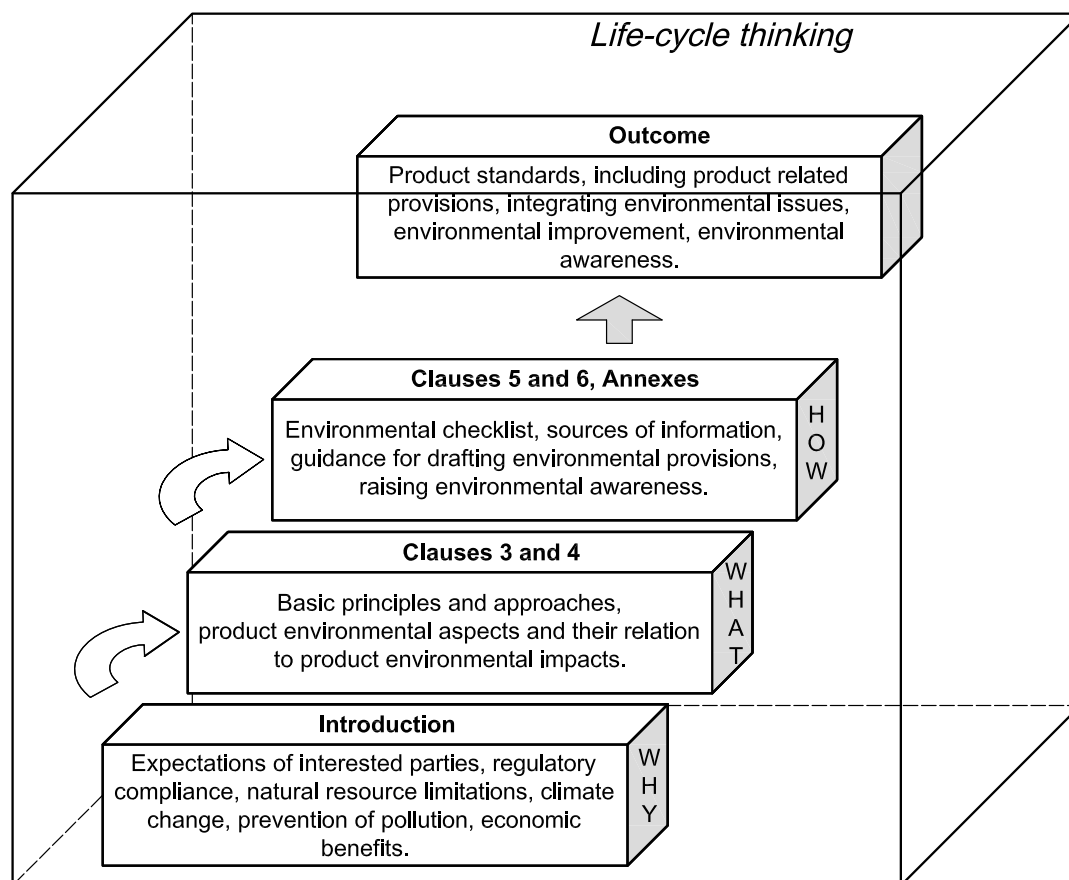 Life-cycle thinking
Outcome
Product standards, including product related
provisions, integrating environmental issues,
environmental improvement, environmental
awareness.
Clauses 5 and 6, Annexes
Environmental checklist, sources of information,
guidance for drafting environmental provisions,
raising environmental awareness.
HOW
Clauses 3 and 4
Basic principles and approaches,
product environmental aspects and their relation
to product environmental impacts.
WHAT
Introduction
Expectations of interested parties, regulatory
compliance, natural resource limitations, climate
change, prevention of pollution, economic
benefits.
WHY